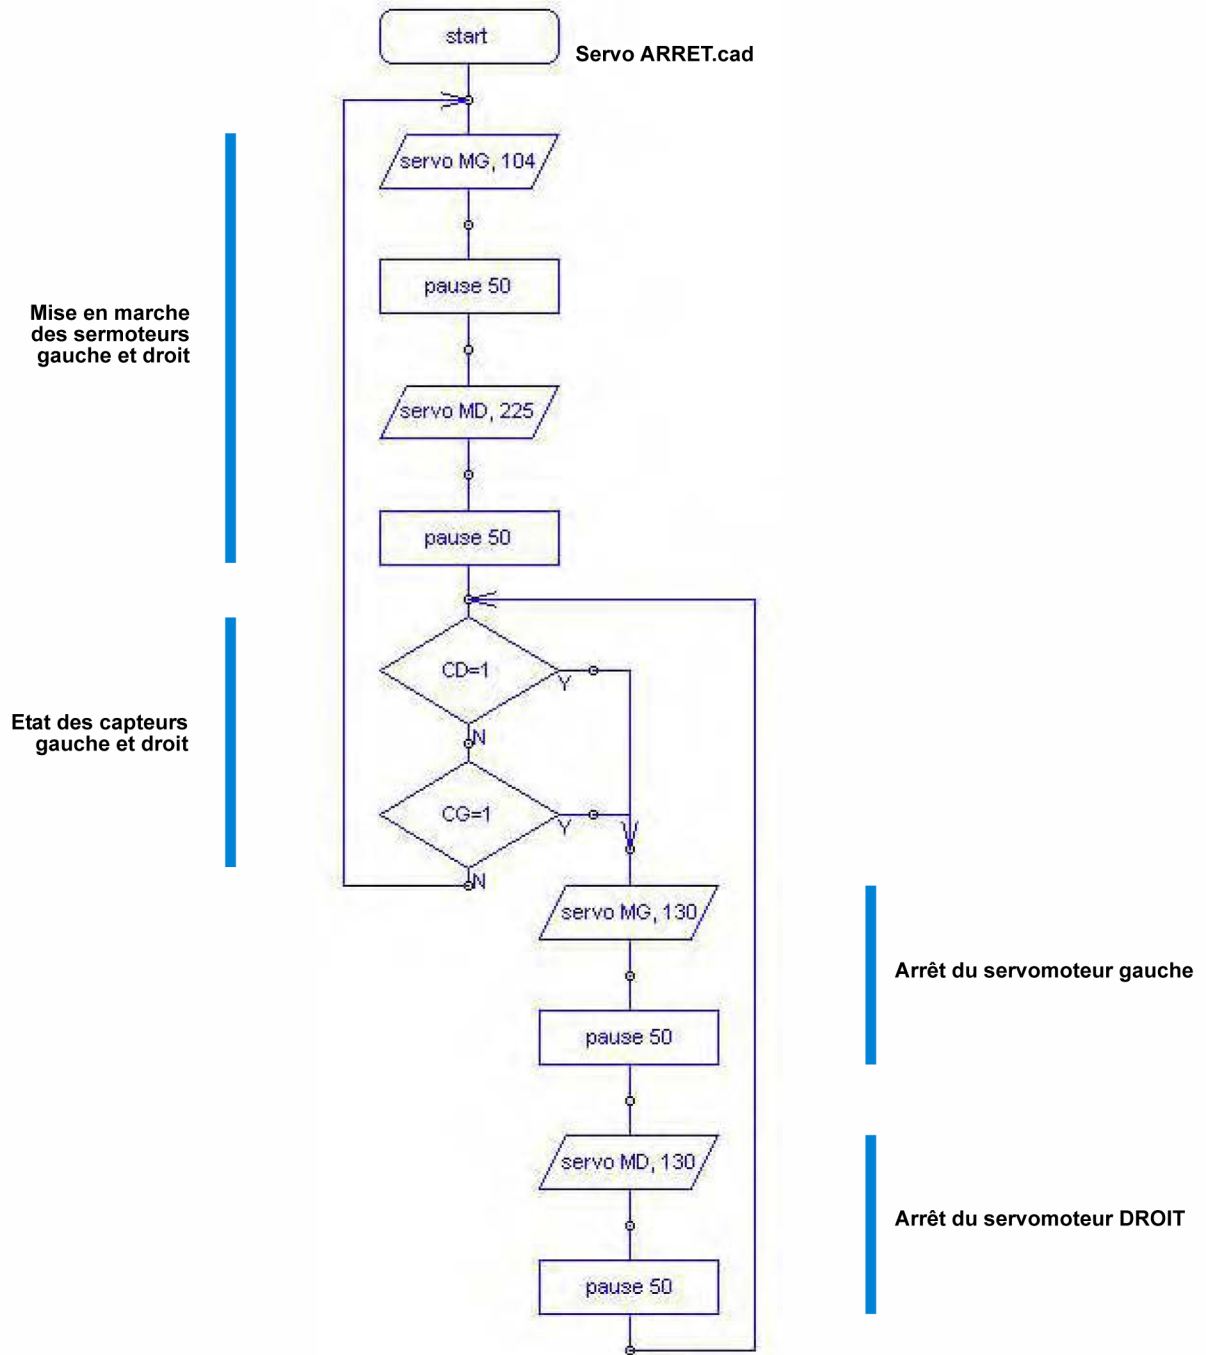 start
Servo ARRET.cad
servo MG, 104
pause 50
Mise en marche
des sermoteurs
gauche et droit
servo MD, 225
pause 50
CD=1
Y
N
Etat des capteurs
gauche et droit
CG=1
Y
N
servo MG, 130
Arrêt du servomoteur gauche
pause 50
servo MD, 130
Arrêt du servomoteur DROIT
pause 50